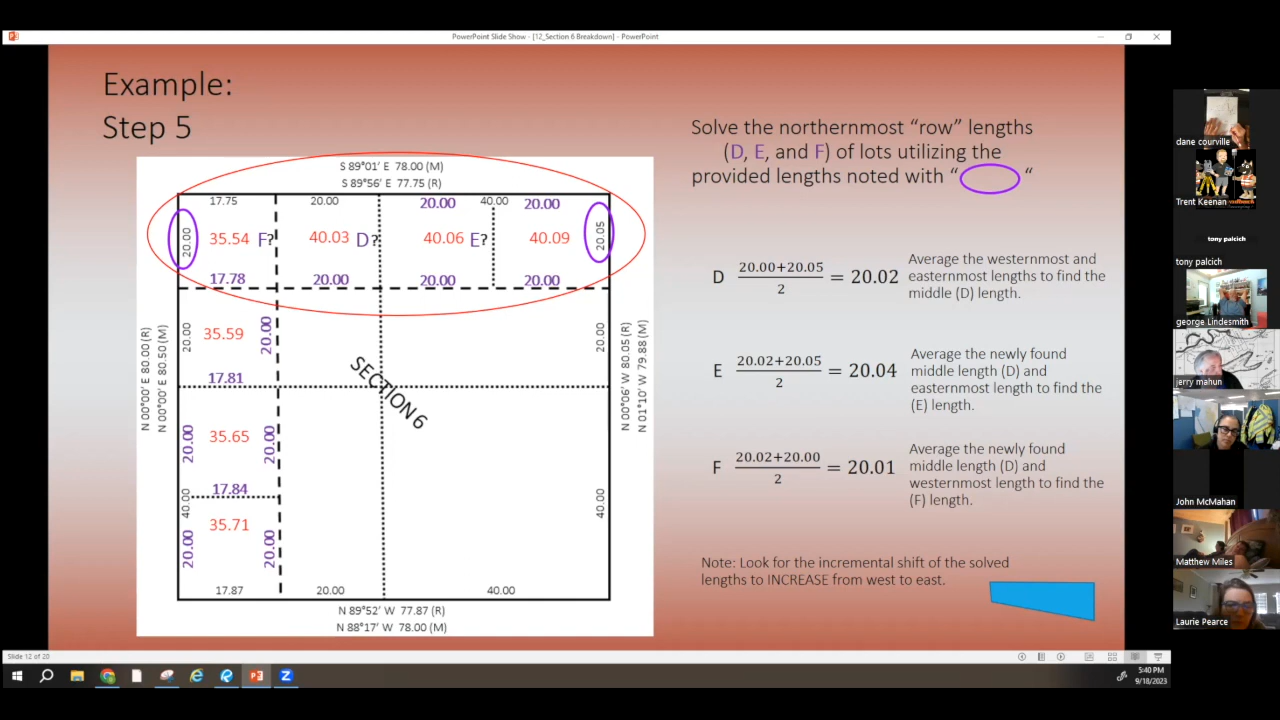 PowerPoint Slide Show - [12_Section 6 Breakdown] - PowerPoint
Example:
Step 5
S 89°01' E 78.00 (M)
S 89°56' E 77.75 (R)
17.75
20.00
20.00
40.00
20.00
20.00
35.54
F?
40.03
D?
40.06
E?
40.09
20.05
17.78
20.00
20.00
20.00
N 00°00' E 80.00 (R)
N 00°00' E 80.50 (M)
20.00
35.59
20.00
20.00
17.81
SECTION 6
N 00°06' W 80.05 (R)
N 01°10' W 79.88 (M)
20.00
35.65
20.00
17.84
40.00
35.71
40.00
20.00
20.00
17.87
20.00
40.00
N 89°52' W 77.87 (R)
N 88°17' W 78.00 (M)
Solve the northernmost “row” lengths
(D, E, and F) of lots utilizing the
provided lengths noted with “ “
D 20.00+20.05
2
= 20.02
Average the westernmost and
easternmost lengths to find the
middle (D) length.
E 20.02+20.05
2
= 20.04
Average the newly found
middle length (D) and
easternmost length to find the
(E) length.
F 20.02+20.00
2
= 20.01
Average the newly found
middle length (D) and
westernmost length to find the
(F) length.
Note: Look for the incremental shift of the solved
lengths to INCREASE from west to east.
Slide 12 of 20
5:40 PM
9/18/2023
dane courville
Trent Keenan
tony palcich
tony palcich
george Lindesmith
jerry mahun
John McMahan
Matthew Miles
Laurie Pearce